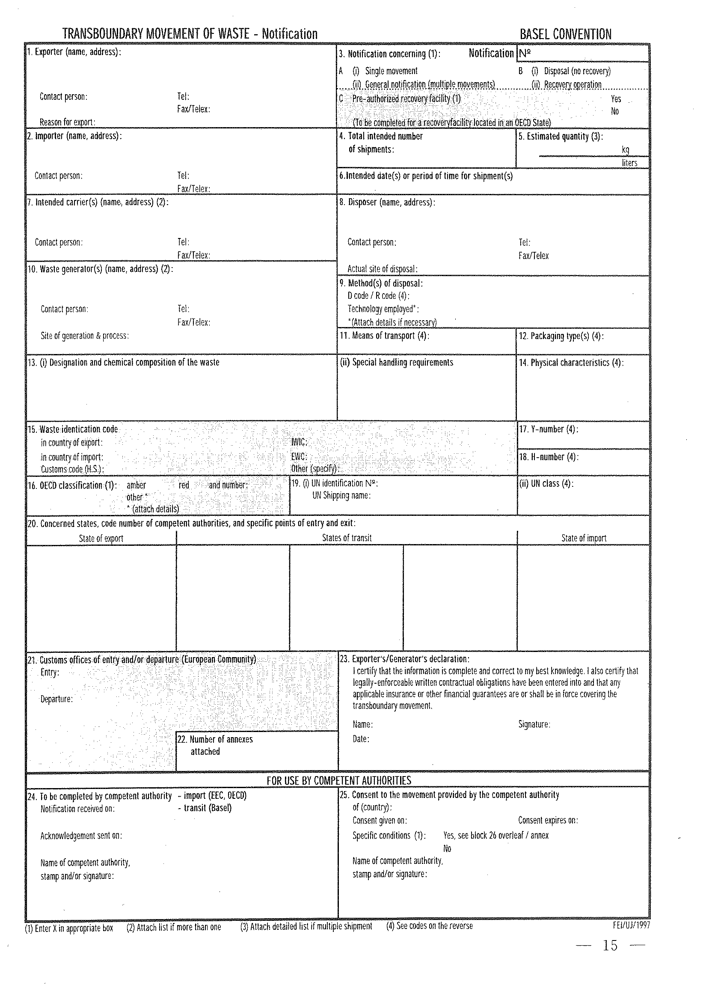 TRANSBOUNDARY MOVEMENT OF WASTE - Notification
BASEL CONVENTION
1. Exporter (name, address):
Contact person: Tel:
Fax/Telex:
Reason for export:
3. Notification concerning (1): Notification Nº
A (i) Single movement B (i) Disposal (no recovery)
(ii) General notification (multiple movements) (ii) Recovery operation
C Pre-authorized recovery facility (1) Yes
No
(To be completed for a recoveryfacility located in an OECD State)
2. Importer (name, address):
Contact person: Tel:
Fax/Telex:
4. Total intended number
of shipments:
5. Estimated quantity (3):
kg
liters
6.Intended date(s) or period of time for shipment(s)
7. Intended carrier(s) (name, address) (2):
Contact person: Tel:
Fax/Telex:
8. Disposer (name, address):
Contact person: Tel:
Fax/Telex
Actual site of disposal:
10. Waste generator(s) (name, address) (2):
Contact person: Tel:
Fax/Telex:
Site of generation & process:
9. Method(s) of disposal:
D code / R code (4):
Technology employed*:
*(Attach details if necessary)
11. Means of transport (4):
12. Packaging type(s) (4):
13. (i) Designation and chemical composition of the waste
(ii) Special handling requirements
14. Physical characteristics (4):
15. Waste identication code
in country of export: IWIC:
in country of import: EWC:
Customs code (H.S.): Other (specify):
17. Y-number (4):
18. H-number (4):
16. OECD classification (1): amber red and number:
other *
* (attach details)
19. (i) UN identification Nº:
UN Shipping name:
(ii) UN class (4):
20. Concerned states, code number of competent authorities, and specific points of entry and exit:
State of export States of transit State of import
21. Customs offices of entry and/or departure (European Community)
Entry:
Departure:
22. Number of annexes
attached
23. Exporter's/Generator's declaration:
I certify that the information is complete and correct to my best knowledge. I also certify that
legally-enforceable written contractual obligations have been entered into and that any
applicable insurance or other financial guarantees are or shall be in force covering the
transboundary movement.
Name: Signature:
Date:
FOR USE BY COMPETENT AUTHORITIES
24. To be completed by competent authority - import (EEC, OECD)
Notification received on: - transit (Basel)
Acknowledgement sent on:
Name of competent authority,
stamp and/or signature:
25. Consent to the movement provided by the competent authority
of (country):
Consent given on: Consent expires on:
Specific conditions (1): Yes, see block 26 overleaf / annex
No
Name of competent authority,
stamp and/or signature:
(1) Enter X in appropriate box (2) Attach list if more than one (3) Attach detailed list if multiple shipment (4) See codes on the reverse
FEI/UJ/1997
— 15 —